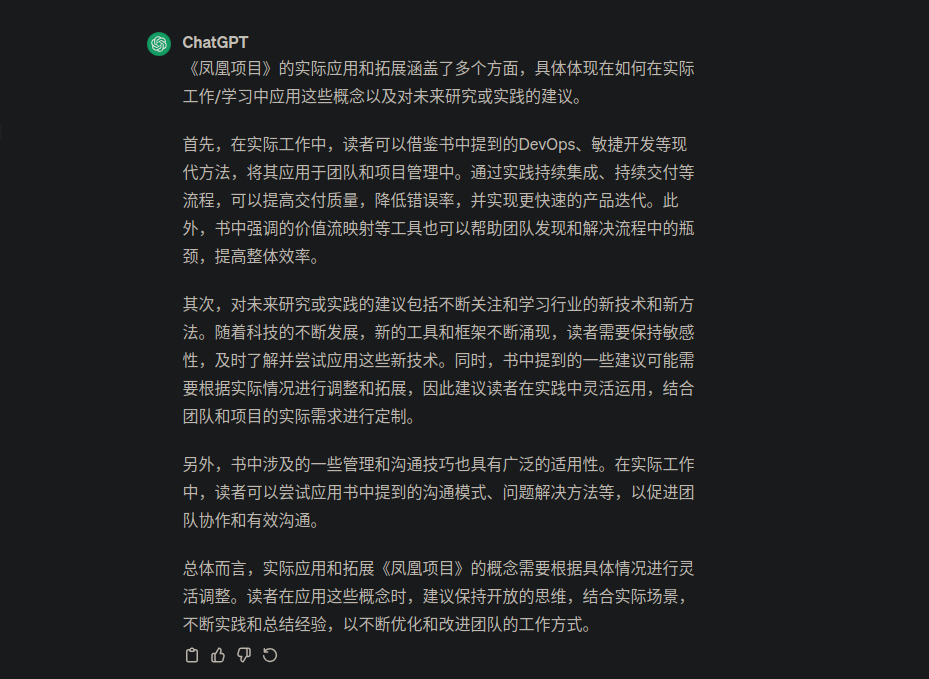 ChatGPT
《凤凰项目》的实际应用和拓展涵盖了多个方面，具体体现在如何在实际
工作/学习中应用这些概念以及对未来研究或实践的建议。
首先，在实际工作中，读者可以借鉴书中提到的DevOps、敏捷开发等现
代方法，将其应用于团队和项目管理中。通过实践持续集成、持续交付等
流程，可以提高交付质量，降低错误率，并实现更快速的产品迭代。此
外，书中强调的价值流映射等工具也可以帮助团队发现和解决流程中的瓶
颈，提高整体效率。
其次，对未来研究或实践的建议包括不断关注和学习行业的新技术和新方
法。随着科技的不断发展，新的工具和框架不断涌现，读者需要保持敏感
性，及时了解并尝试应用这些新技术。同时，书中提到的一些建议可能需
要根据实际情况进行调整和拓展，因此建议读者在实践中灵活运用，结合
团队和项目的实际需求进行定制。
另外，书中涉及的一些管理和沟通技巧也具有广泛的适用性。在实际工作
中，读者可以尝试应用书中提到的沟通模式、问题解决方法等，以促进团
队协作和有效沟通。
总体而言，实际应用和拓展《凤凰项目》的概念需要根据具体情况进行灵
活调整。读者在应用这些概念时，建议保持开放的思维，结合实际场景，
不断实践和总结经验，以不断优化和改进团队的工作方式。